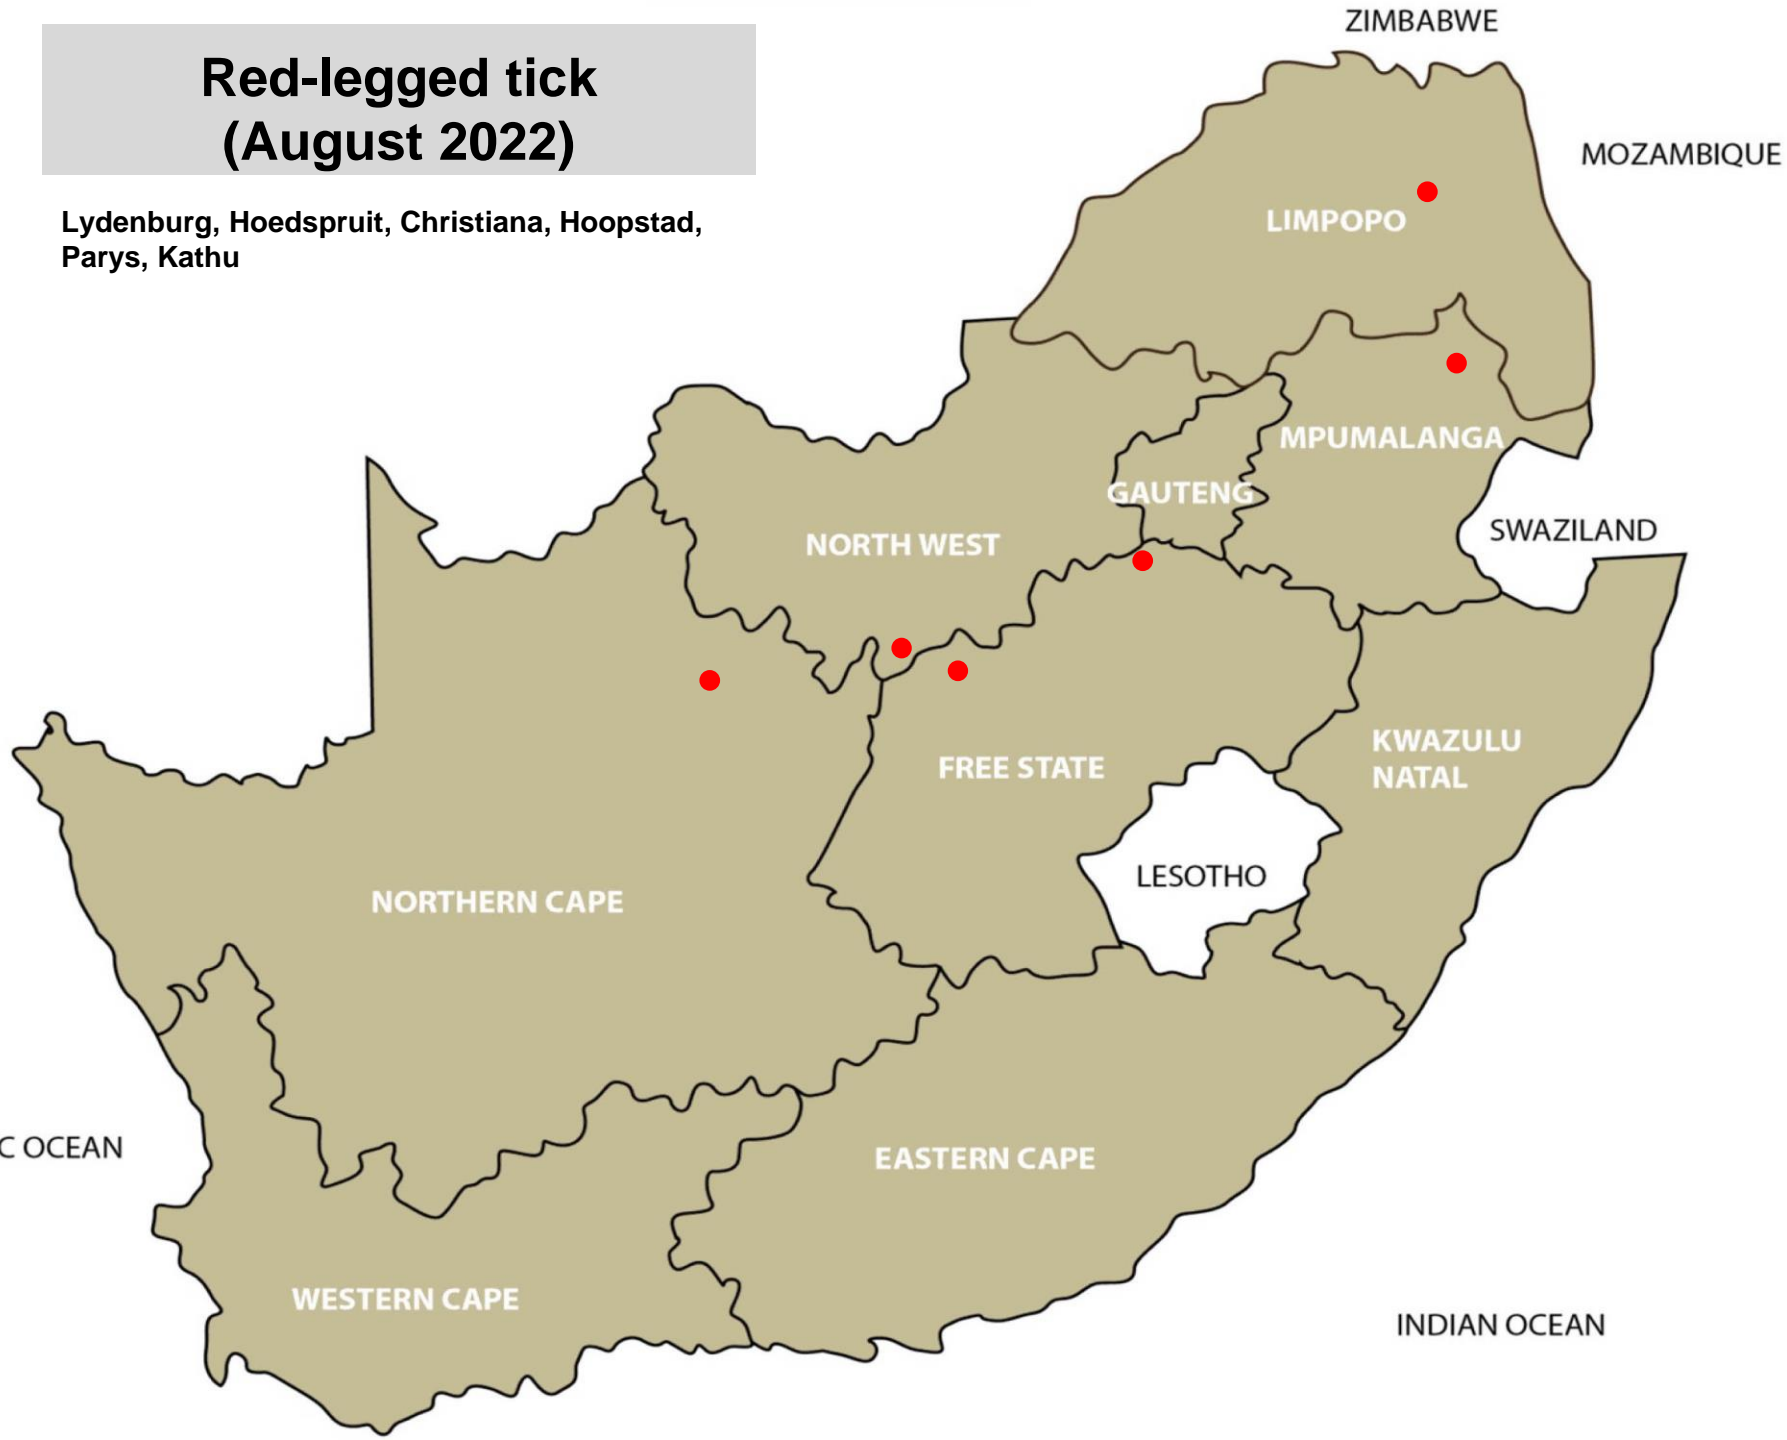 Red-legged tick
(August 2022)
Lydenburg, Hoedspruit, Christiana, Hoopstad,
Parys, Kathu
ZIMBABWE
MOZAMBIQUE
LIMPOPO
MPUMALANGA
GAUTENG
SWAZILAND
NORTH WEST
KWAZULU
NATAL
FREE STATE
LESOTHO
NORTHERN CAPE
C OCEAN
EASTERN CAPE
WESTERN CAPE
INDIAN OCEAN